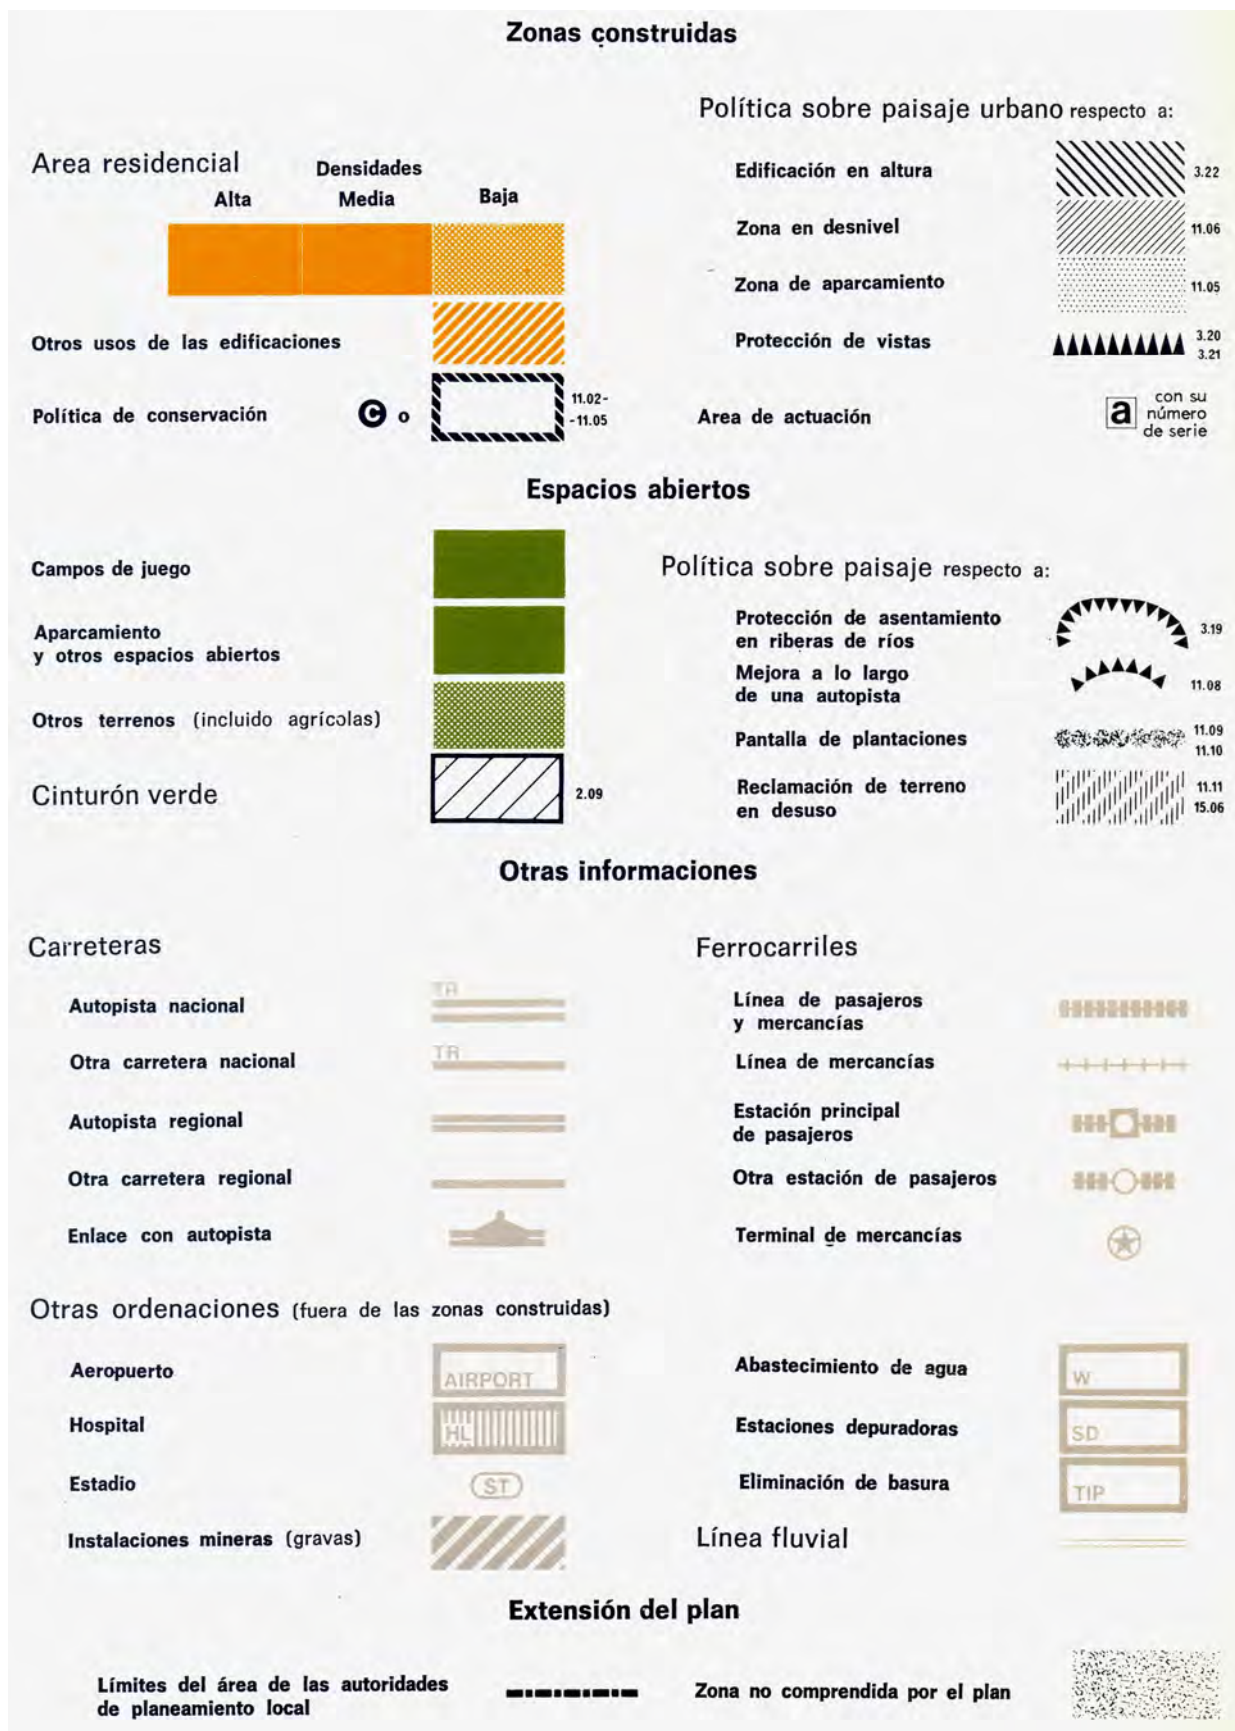 Zonas construidas
Política sobre paisaje urbano respecto a:
Area residencial
Densidades
Alta Media Baja
Edificación en altura 3.22
Zona en desnivel 11.06
Zona de aparcamiento 11.05
Otros usos de las edificaciones
Protección de vistas 3.20
3.21
Política de conservación C o 11.02-
-11.05
Area de actuación a con su
número
de serie
Espacios abiertos
Campos de juego
Aparcamiento
y otros espacios abiertos
Otros terrenos (incluido agrícolas)
Cinturón verde 2.09
Política sobre paisaje respecto a:
Protección de asentamiento
en riberas de ríos 3.19
Mejora a lo largo
de una autopista 11.08
Pantalla de plantaciones 11.09
11.10
Reclamación de terreno 11.11
en desuso 15.06
Otras informaciones
Carreteras
Autopista nacional TR
Otra carretera nacional TR
Autopista regional
Otra carretera regional
Enlace con autopista
Ferrocarriles
Línea de pasajeros
y mercancías
Línea de mercancías
Estación principal
de pasajeros
Otra estación de pasajeros
Terminal de mercancías
Otras ordenaciones (fuera de las zonas construidas)
Aeropuerto AIRPORT
Hospital HL
Estadio ST
Instalaciones mineras (gravas)
Abastecimiento de agua W
Estaciones depuradoras SD
Eliminación de basura TIP
Línea fluvial
Extensión del plan
Límites del área de las autoridades
de planeamiento local
Zona no comprendida por el plan